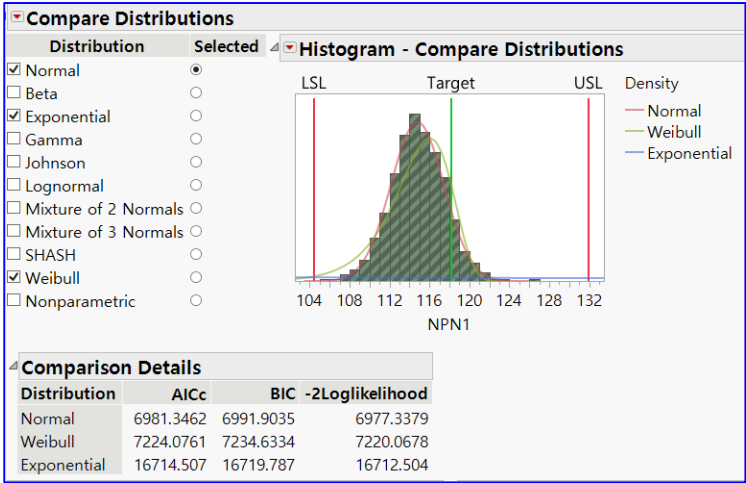 Compare Distributions
Distribution Selected
Normal
Beta
Exponential
Gamma
Johnson
Lognormal
Mixture of 2 Normals
Mixture of 3 Normals
SHASH
Weibull
Nonparametric
Histogram - Compare Distributions
LSL Target USL
Density
Normal
Weibull
Exponential
104 108 112 116 120 124 128 132
NPN1
Comparison Details
Distribution AICc BIC -2Loglikelihood
Normal 6981.3462 6991.9035 6977.3379
Weibull 7224.0761 7234.6334 7220.0678
Exponential 16714.507 16719.787 16712.504